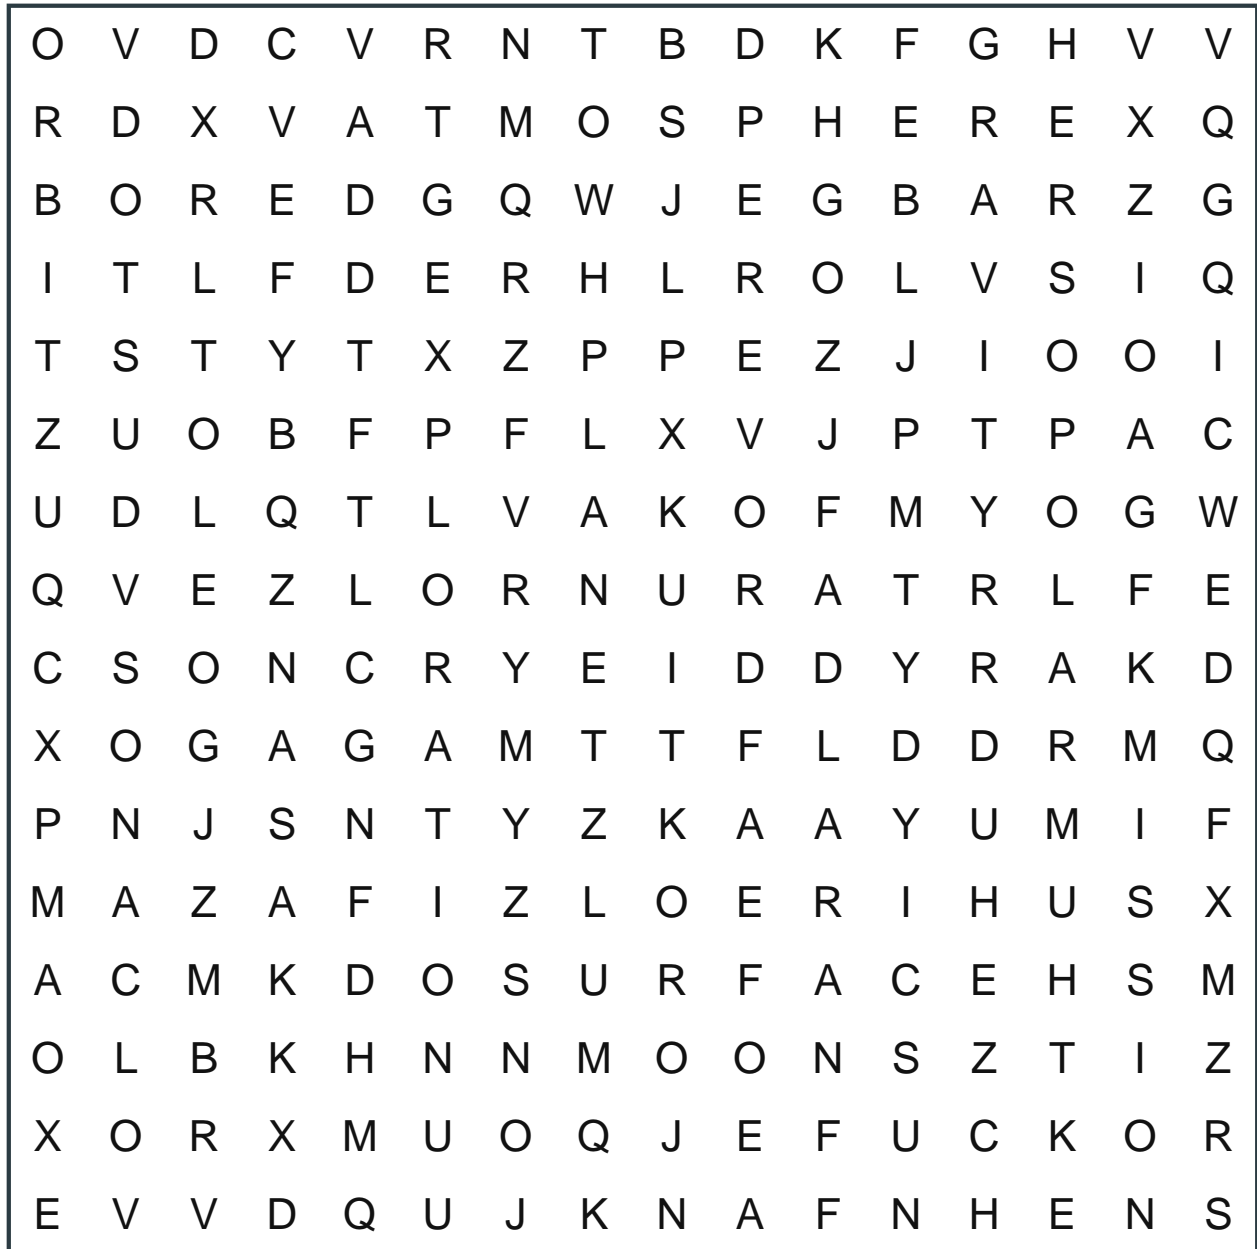 O V D C V R N T B D K F G H V V
R D X V A T M O S P H E R E X Q
B O R E D G Q W J E G B A R Z G
I T L F D E R H L R O L V S I Q
T S T Y T X Z P P E Z J I O O I
Z U O B F P F L X V J P T P A C
U D L Q T L V A K O F M Y O G W
Q V E Z L O R N U R A T R L F E
C S O N C R Y E I D D Y R A K D
X O G A G A M T T F L D D R M Q
P N J S N T Y Z K A A Y U M I F
M A Z A F I Z L O E R I H U S X
A C M K D O S U R F A C E H S M
O L B K H N N M O O N S Z T I Z
X O R X M U O Q J E F U C K O R
E V V D Q U J K N A F N H E N S